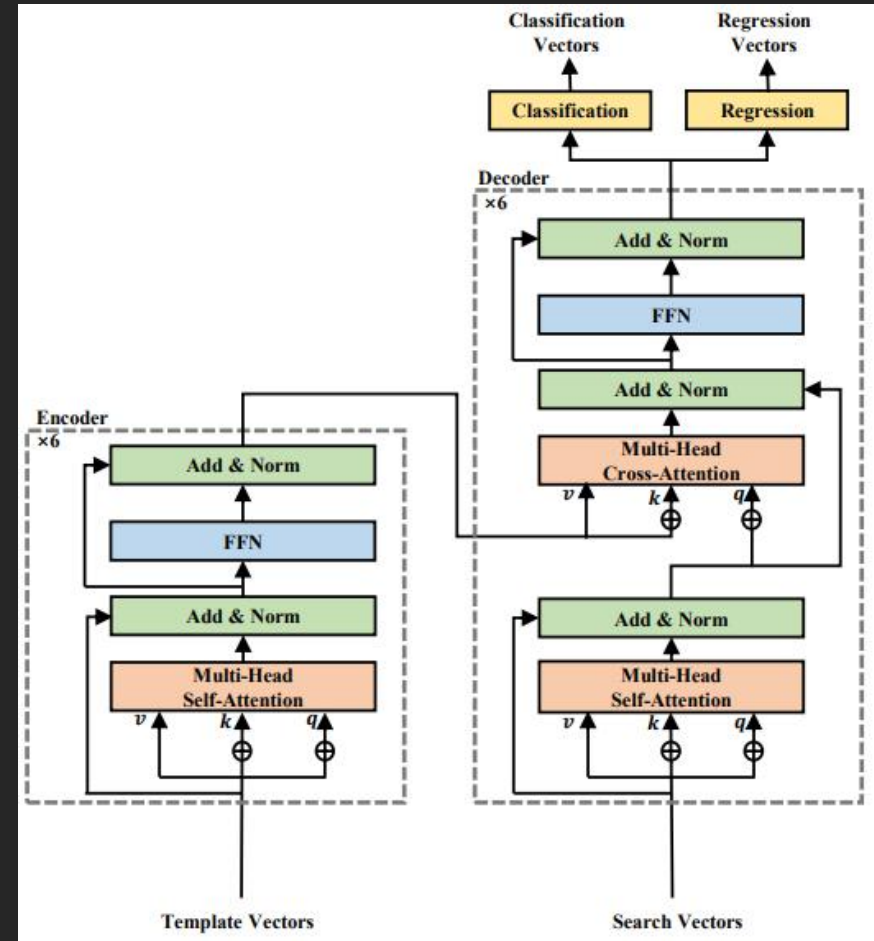 Classification
Vectors
Regression
Vectors
Classification
Regression
Decoder
×6
Add & Norm
FFN
Add & Norm
Multi-Head
Cross-Attention
v
k
q
Add & Norm
Multi-Head
Self-Attention
v
k
q
Encoder
×6
Add & Norm
FFN
Add & Norm
Multi-Head
Self-Attention
v
k
q
Template Vectors
Search Vectors